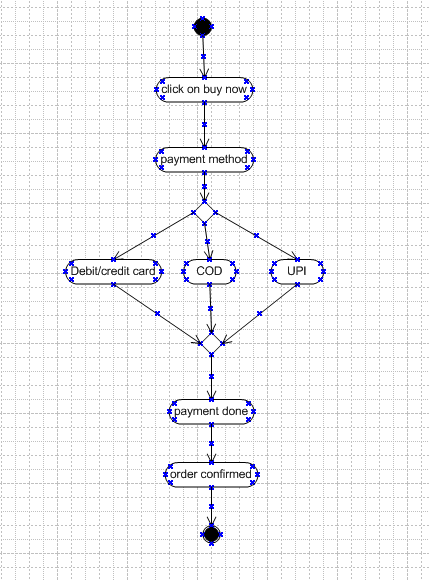 click on buy now
payment method
Debit/credit card
COD
UPI
payment done
order confirmed